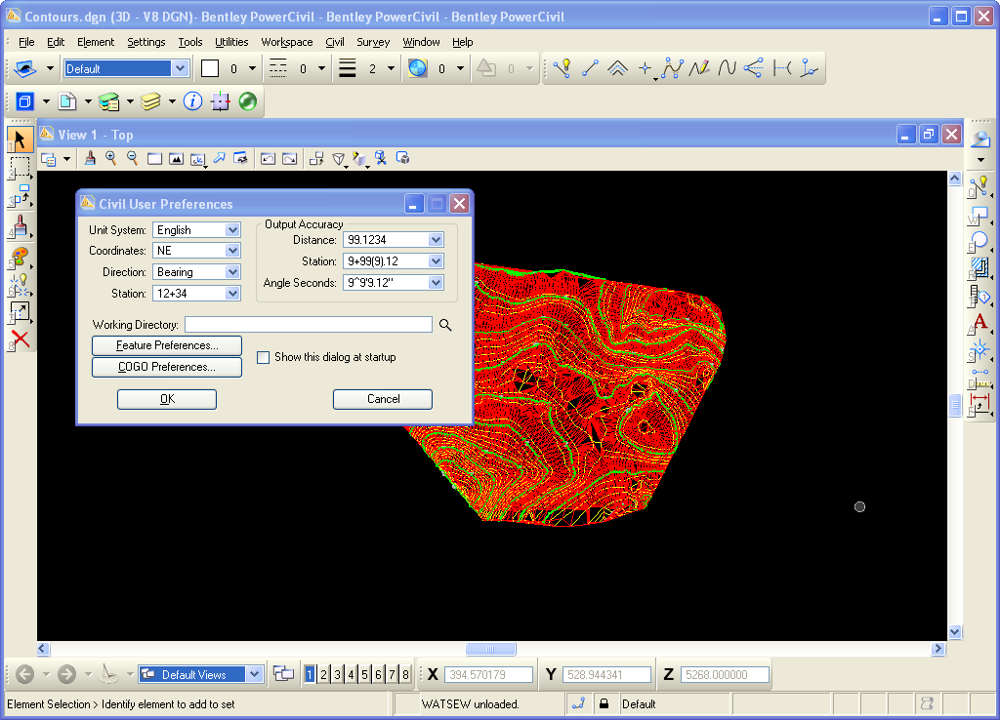 Contours.dgn (3D - V8 DGN)- Bentley PowerCivil - Bentley PowerCivil - Bentley PowerCivil
File Edit Element Settings Tools Utilities Workspace Civil Survey Window Help
Default 0 0 2 0 0
View 1 - Top
Civil User Preferences
Unit System: English
Coordinates: NE
Direction: Bearing
Station: 12+34
Output Accuracy
Distance: 99.1234
Station: 9+99(9).12
Angle Seconds: 9^9'9.12"
Working Directory:
Feature Preferences...
COGO Preferences...
Show this dialog at startup
OK Cancel
Default Views 1 2 3 4 5 6 7 8 X 394.570179 Y 528.944341 Z 5268.000000
Element Selection > Identify element to add to set WATSEW unloaded. Default